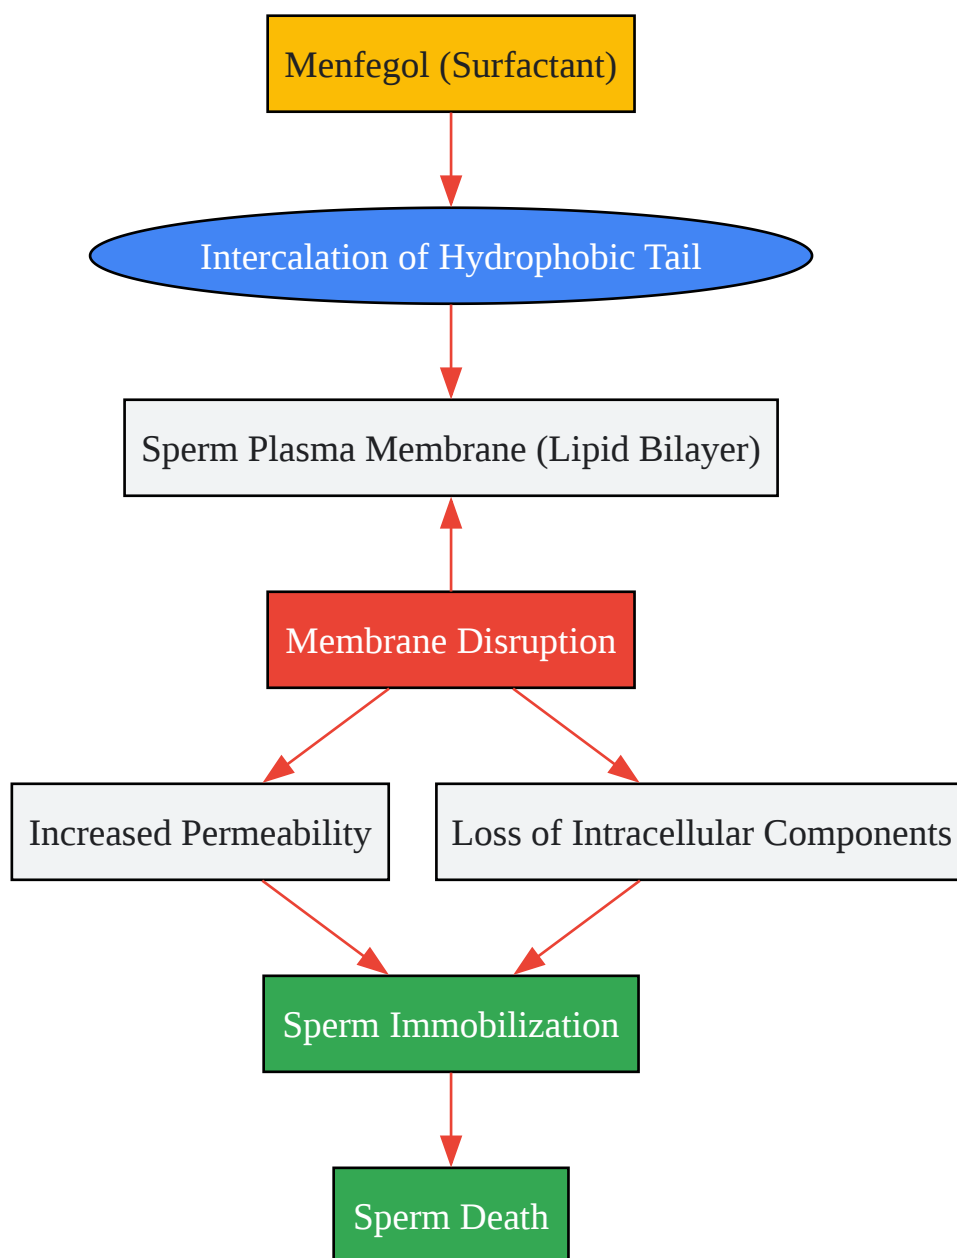 Menfegol (Surfactant)
Intercalation of Hydrophobic Tail
Sperm Plasma Membrane (Lipid Bilayer)
Membrane Disruption
Increased Permeability
Loss of Intracellular Components
Sperm Immobilization
Sperm Death